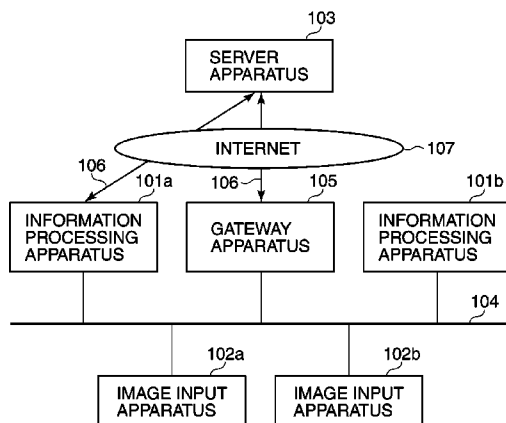 103
SERVER
APPARATUS
INTERNET
107
106
101a
106
105
101b
INFORMATION
PROCESSING
APPARATUS
GATEWAY
APPARATUS
INFORMATION
PROCESSING
APPARATUS
104
102a
102b
IMAGE INPUT
APPARATUS
IMAGE INPUT
APPARATUS